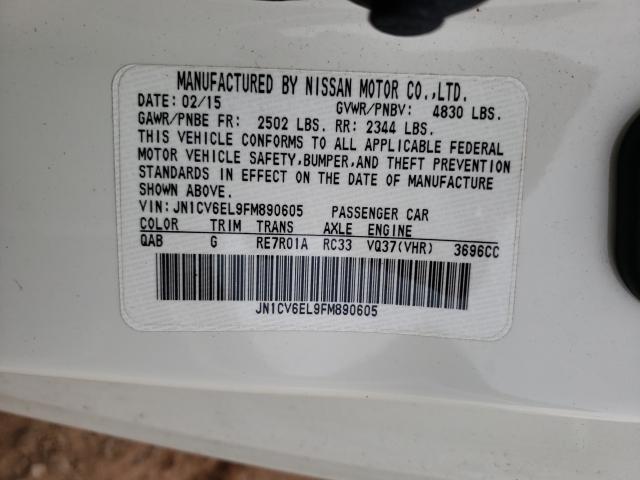 MANUFACTURED BY NISSAN MOTOR CO.,LTD.
DATE: 02/15 GVWR/PNBV: 4830 LBS.
GAWR/PNBE FR: 2502 LBS. RR: 2344 LBS.
THIS VEHICLE CONFORMS TO ALL APPLICABLE FEDERAL
MOTOR VEHICLE SAFETY,BUMPER,AND THEFT PREVENTION
STANDARDS IN EFFECT ON THE DATE OF MANUFACTURE
SHOWN ABOVE.
VIN: JN1CV6EL9FM890605 PASSENGER CAR
COLOR TRIM TRANS AXLE ENGINE
QAB G RE7R01A RC33 VQ37(VHR) 3696CC
JN1CV6EL9FM890605